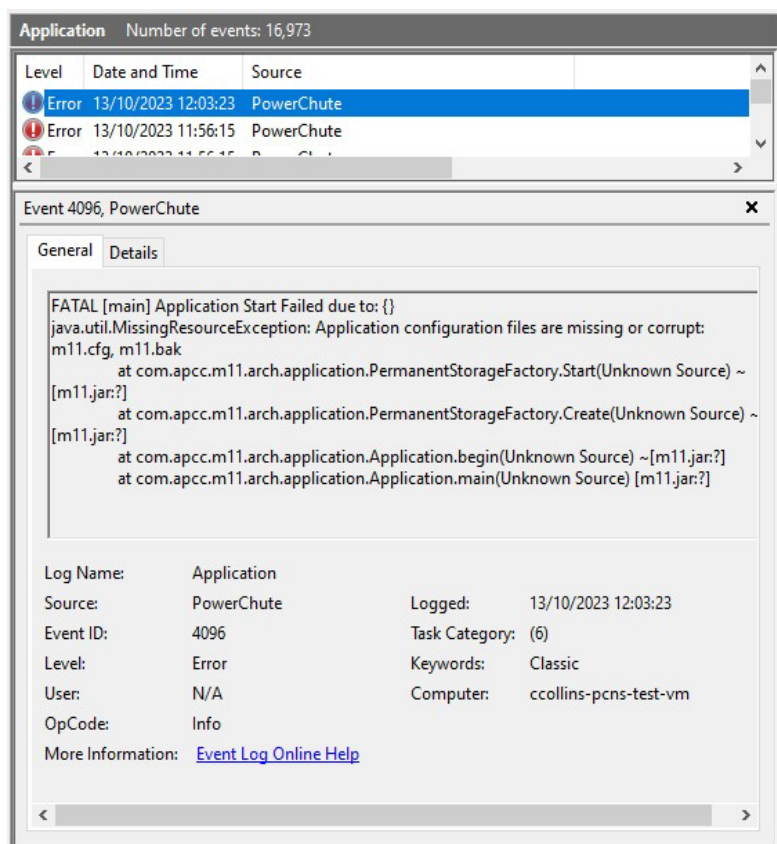 Application Number of events: 16,973
Level Date and Time Source
Error 13/10/2023 12:03:23 PowerChute
Error 13/10/2023 11:56:15 PowerChute
Event 4096, PowerChute
General Details
FATAL [main] Application Start Failed due to: {}
java.util.MissingResourceException: Application configuration files are missing or corrupt:
m11.cfg, m11.bak
at com.apcc.m11.arch.application.PermanentStorageFactory.Start(Unknown Source) ~
[m11.jar:?]
at com.apcc.m11.arch.application.PermanentStorageFactory.Create(Unknown Source) ~
[m11.jar:?]
at com.apcc.m11.arch.application.Application.begin(Unknown Source) ~[m11.jar:?]
at com.apcc.m11.arch.application.Application.main(Unknown Source) [m11.jar:?]
Log Name: Application
Source: PowerChute Logged: 13/10/2023 12:03:23
Event ID: 4096 Task Category: (6)
Level: Error Keywords: Classic
User: N/A Computer: ccollins-pcns-test-vm
OpCode: Info
More Information: Event Log Online Help